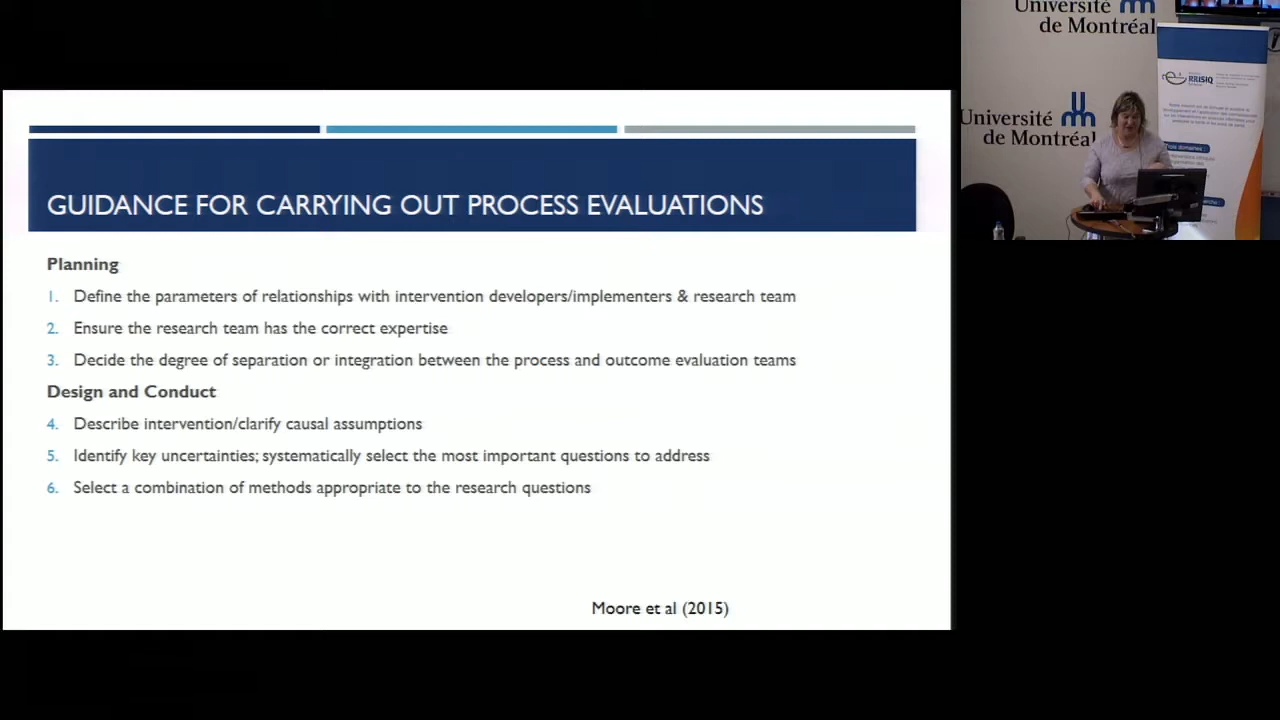 GUIDANCE FOR CARRYING OUT PROCESS EVALUATIONS
Planning
1. Define the parameters of relationships with intervention developers/implementers & research team
2. Ensure the research team has the correct expertise
3. Decide the degree of separation or integration between the process and outcome evaluation teams
Design and Conduct
4. Describe intervention/clarify causal assumptions
5. Identify key uncertainties; systematically select the most important questions to address
6. Select a combination of methods appropriate to the research questions
Moore et al (2015)
Université
de Montréal
Université
de Montréal
RRISIQ